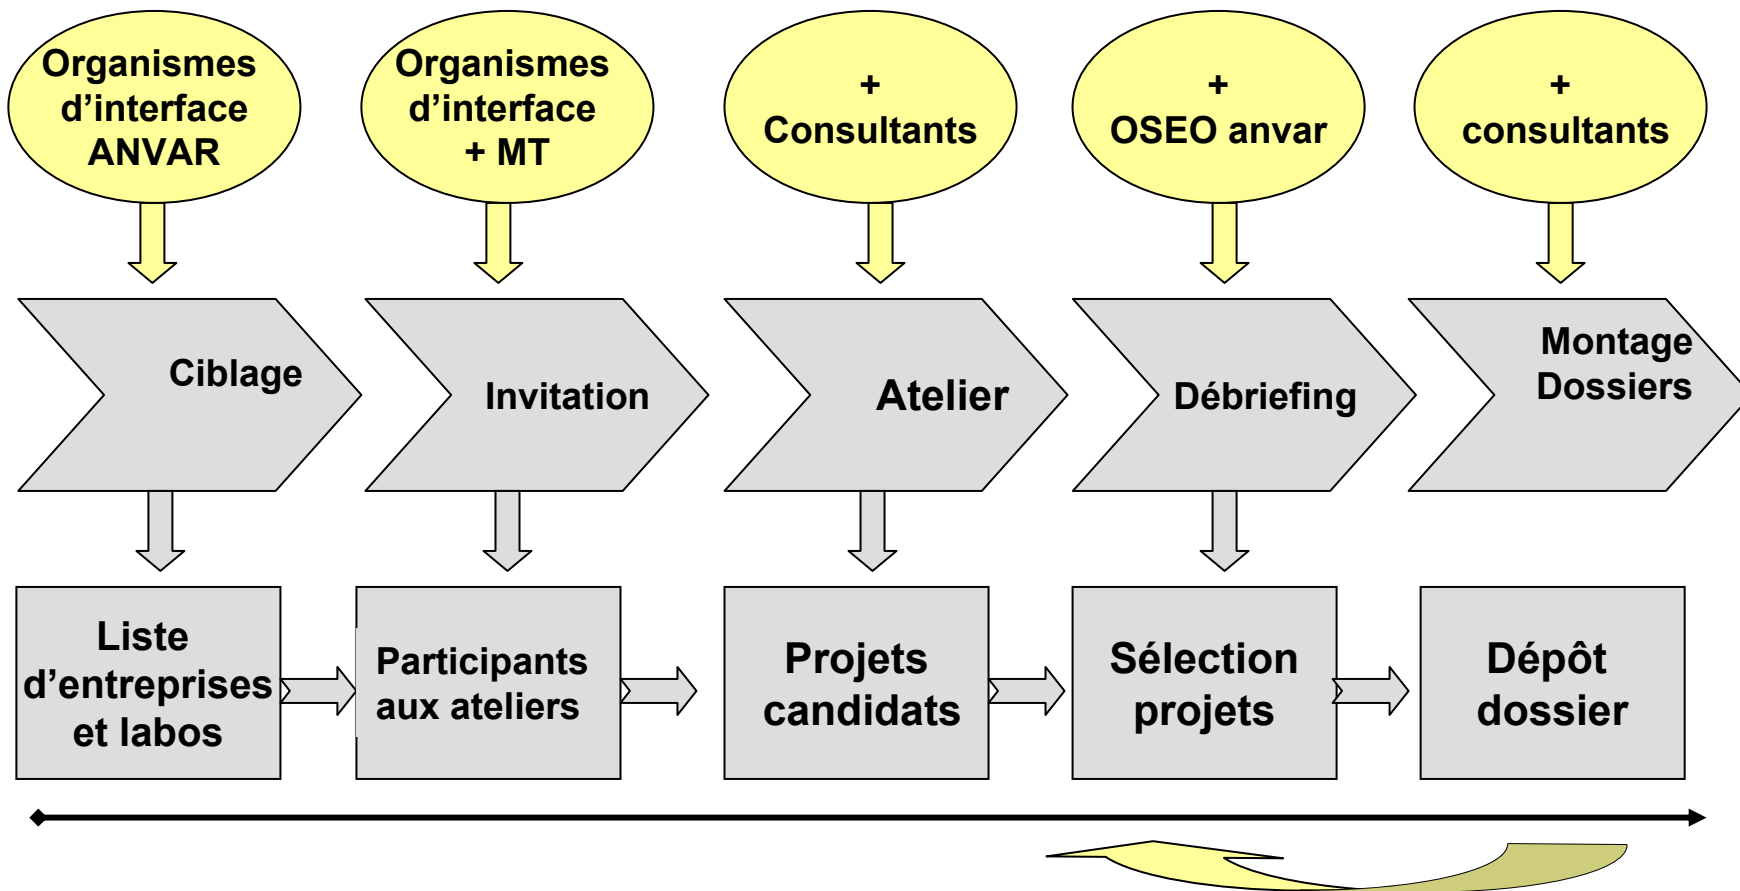 Organismes
d’interface
ANVAR
Organismes
d’interface
+ MT
+
Consultants
+
OSEO anvar
+
consultants
Ciblage
Invitation
Atelier
Débriefing
Montage
Dossiers
Liste
d’entreprises
et labos
Participants
aux ateliers
Projets
candidats
Sélection
projets
Dépôt
dossier